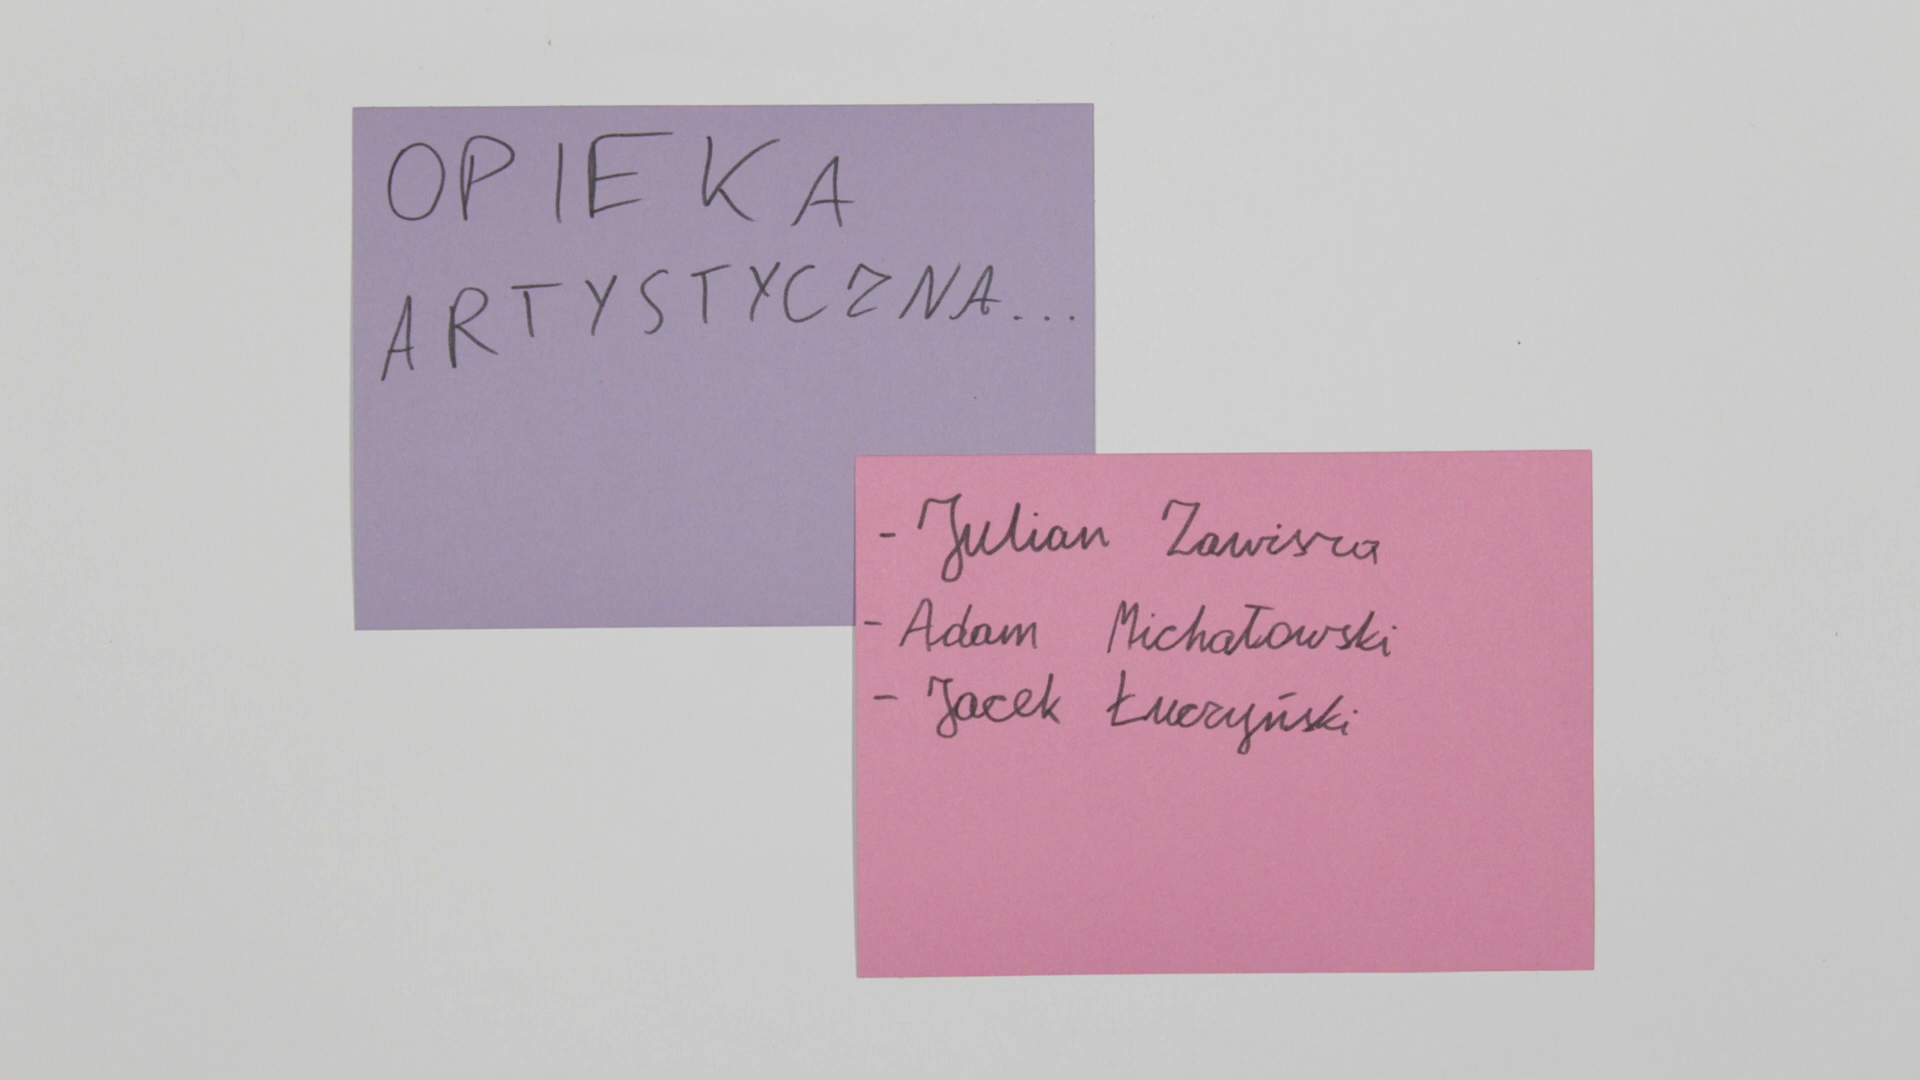 OPIEKA
ARTYSTYCZNA...
- Julian Zawisza
- Adam Michałowski
- Jacek Łuczyński